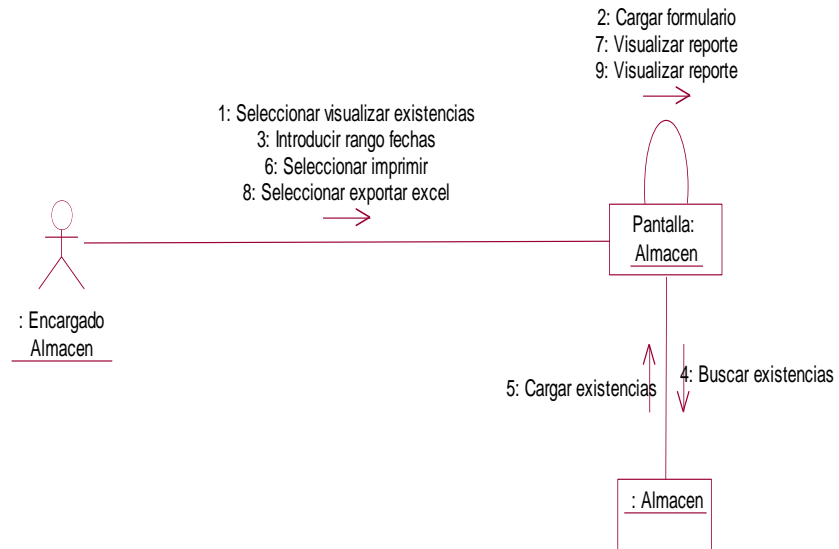 2: Cargar formulario
7: Visualizar reporte
9: Visualizar reporte
1: Seleccionar visualizar existencias
3: Introducir rango fechas
6: Seleccionar imprimir
8: Seleccionar exportar excel
Pantalla:
Almacen
: Encargado
Almacen
5: Cargar existencias
4: Buscar existencias
: Almacen